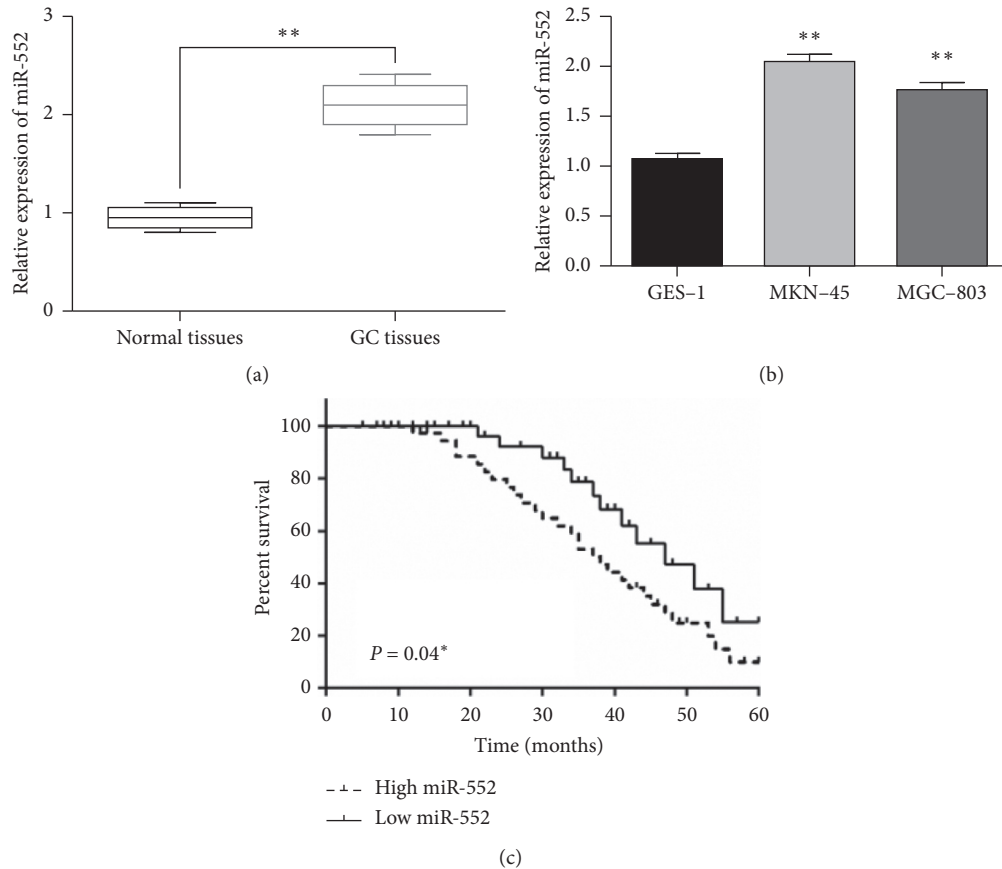 Relative expression of miR-552
3
2
1
0
**
Normal tissues
GC tissues
(a)
Relative expression of miR-552
2.5
2.0
1.5
1.0
0.5
0.0
**
**
GES–1
MKN–45
MGC–803
(b)
Percent survival
100
80
60
40
20
0
P = 0.04*
0 10 20 30 40 50 60
Time (months)
High miR-552
Low miR-552
(c)